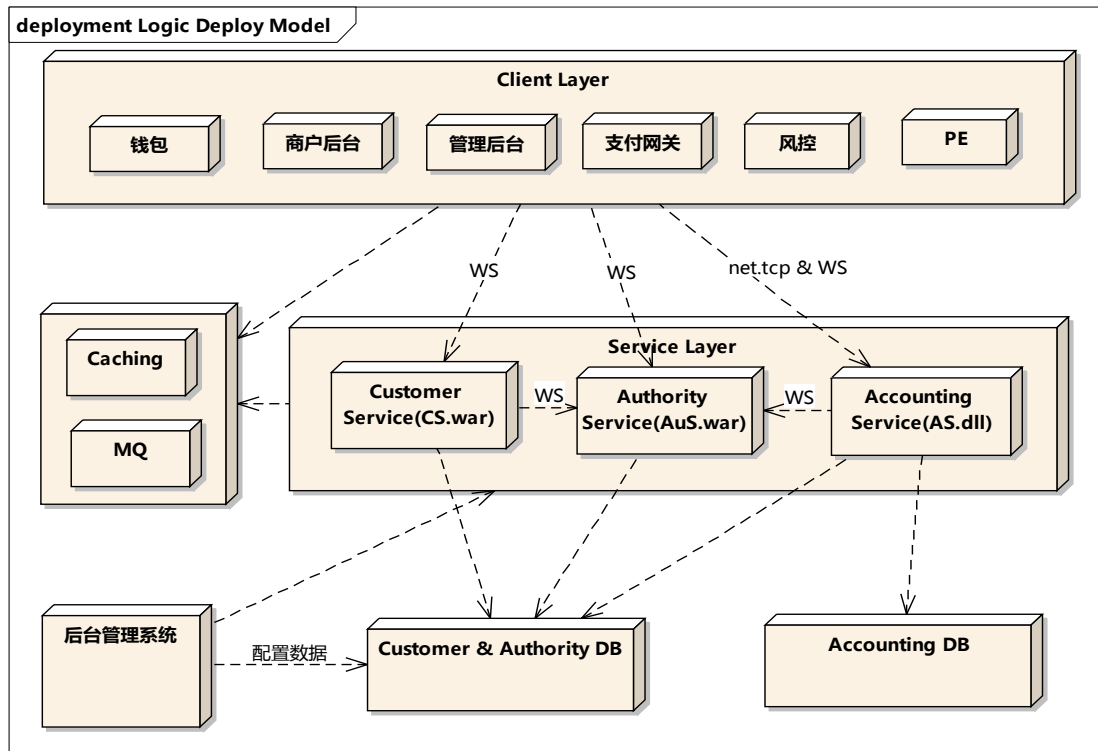 deployment Logic Deploy Model
Client Layer
钱包
商户后台
管理后台
支付网关
风控
PE
WS
WS
net.tcp & WS
Caching
MQ
Service Layer
Customer
Service(CS.war)
WS
Authority
Service(AuS.war)
WS
Accounting
Service(AS.dll)
后台管理系统
配置数据
Customer & Authority DB
Accounting DB